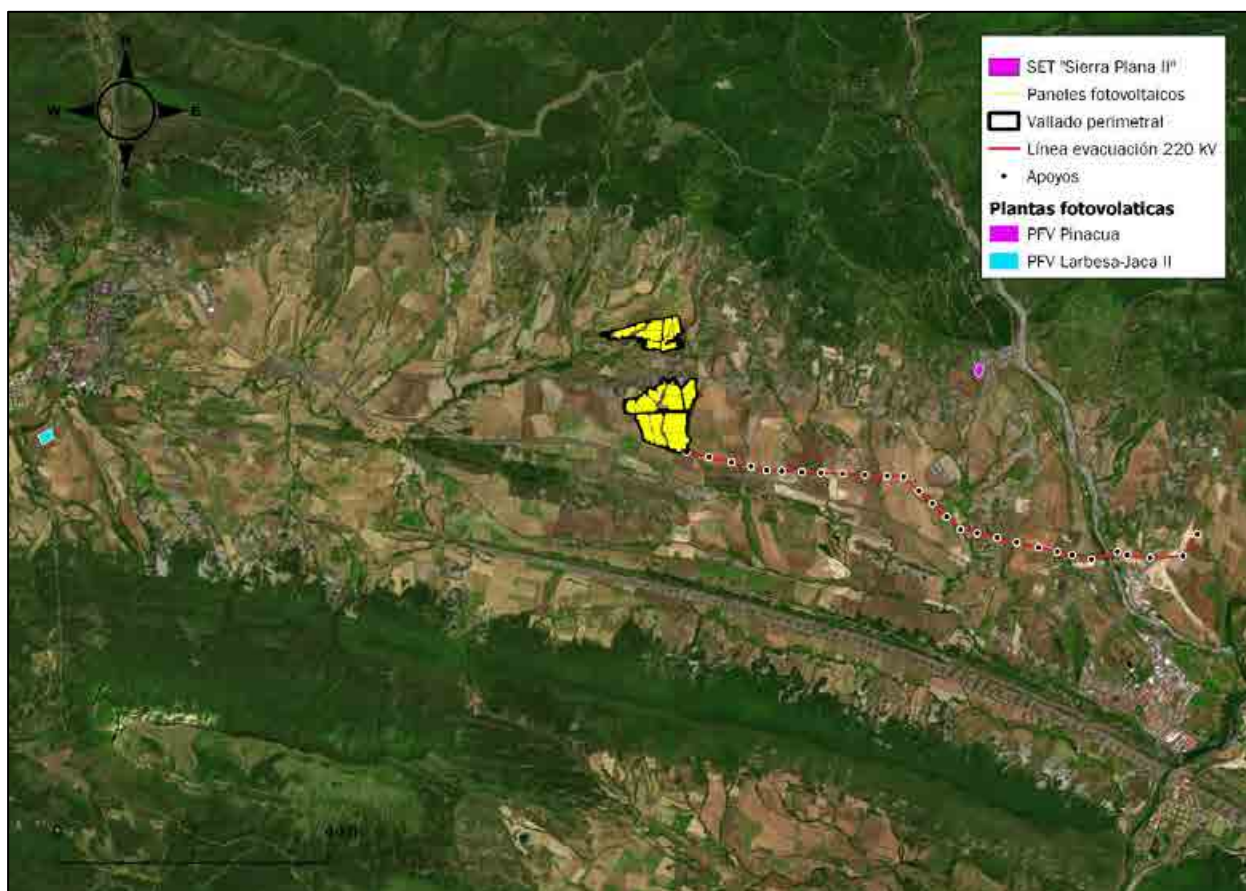 N
W
E
S
SET "Sierra Plana II"
Paneles fotovoltaicos
Vallado perimetral
Línea evacuación 220 kV
Apoyos
Plantas fotovolaticas
PFV Pinacua
PFV Larbesa-Jaca II
0